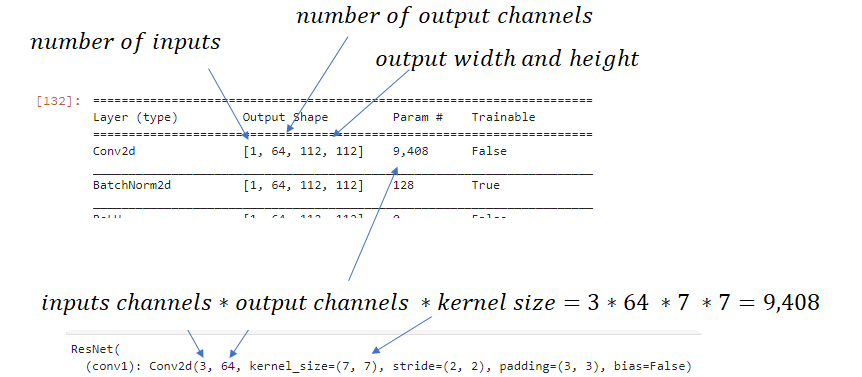 number of output channels
number of inputs
output width and height
[132]:
Layer (type) Output Shape Param # Trainable
Conv2d [1, 64, 112, 112] 9,408 False
BatchNorm2d [1, 64, 112, 112] 128 True
inputs channels * output channels * kernel size = 3 * 64 * 7 * 7 = 9,408
ResNet(
(conv1): Conv2d(3, 64, kernel_size=(7, 7), stride=(2, 2), padding=(3, 3), bias=False)